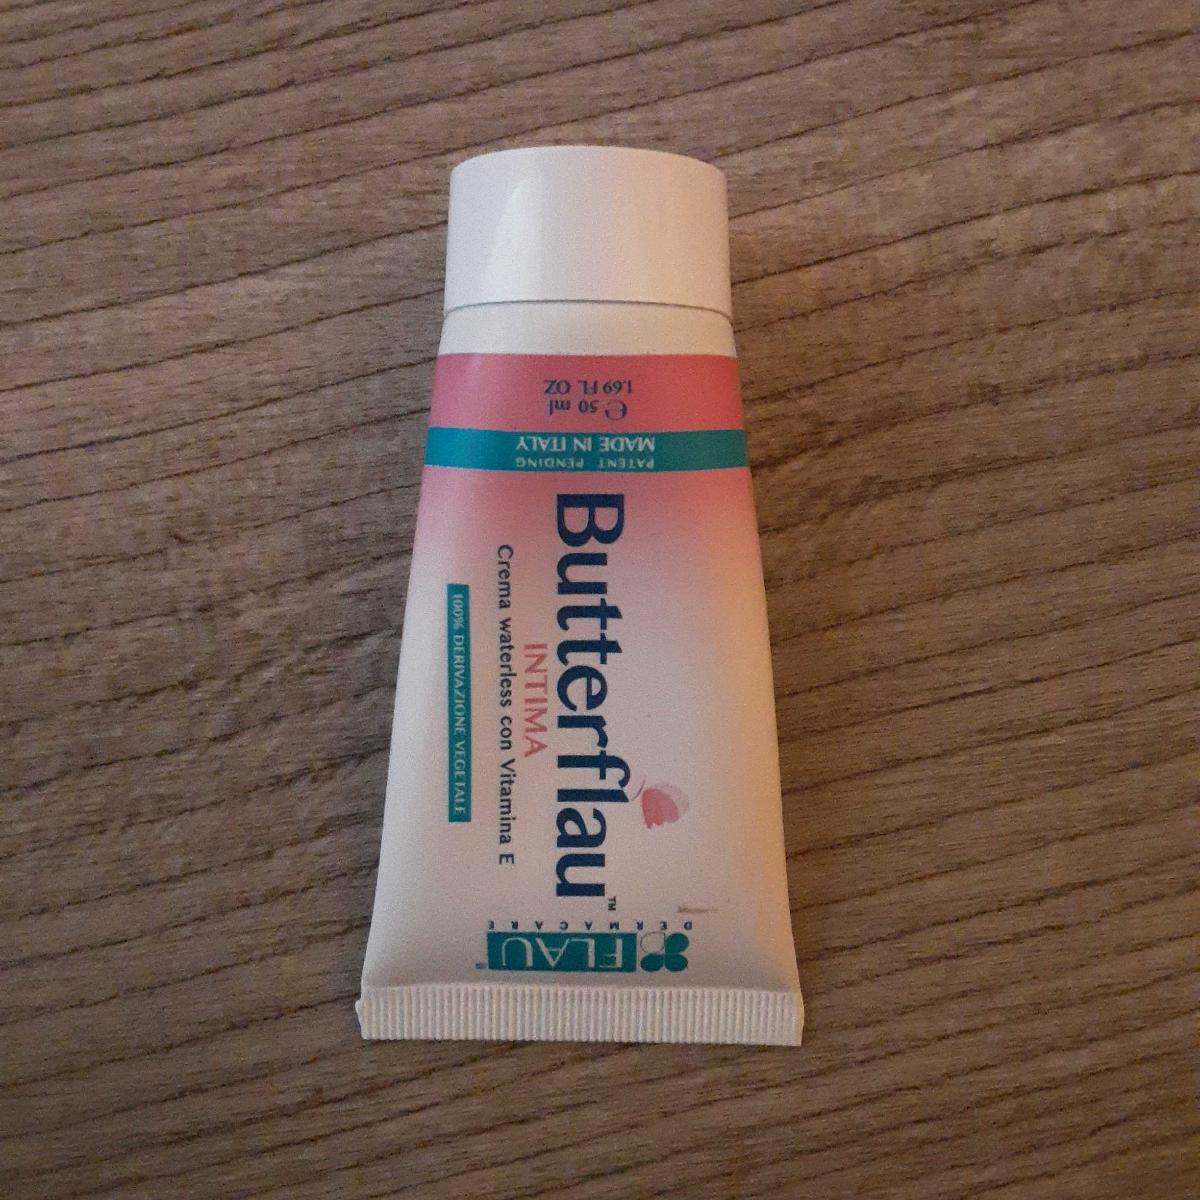 FLAU®
DERMACARE
Butterflau™
INTIMA
Crema waterless con Vitamina E
100% DERIVAZIONE VEGETALE
PATENT PENDING
MADE IN ITALY
℮ 50 ml
1.69 FL. OZ